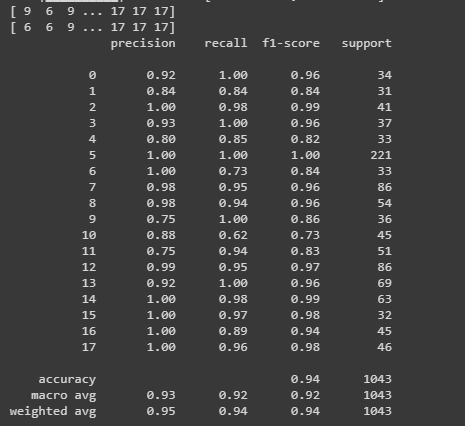 [ 9 6 9 ... 17 17 17]
[ 6 6 9 ... 17 17 17]
precision recall f1-score support
0 0.92 1.00 0.96 34
1 0.84 0.84 0.84 31
2 1.00 0.98 0.99 41
3 0.93 1.00 0.96 37
4 0.80 0.85 0.82 33
5 1.00 1.00 1.00 221
6 1.00 0.73 0.84 33
7 0.98 0.95 0.96 86
8 0.98 0.94 0.96 54
9 0.75 1.00 0.86 36
10 0.88 0.62 0.73 45
11 0.75 0.94 0.83 51
12 0.99 0.95 0.97 86
13 0.92 1.00 0.96 69
14 1.00 0.98 0.99 63
15 1.00 0.97 0.98 32
16 1.00 0.89 0.94 45
17 1.00 0.96 0.98 46
accuracy 0.94 1043
macro avg 0.93 0.92 0.92 1043
weighted avg 0.95 0.94 0.94 1043